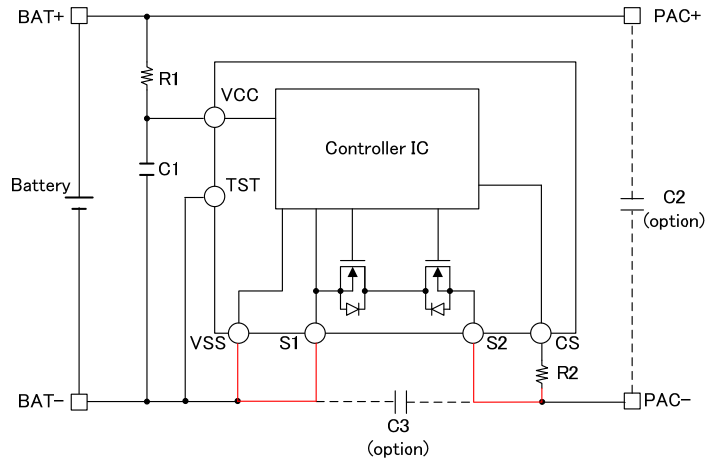 BAT+
PAC+
R1
VCC
Controller IC
C1
TST
Battery
C2
(option)
VSS
S1
S2
CS
R2
BAT−
PAC−
C3
(option)